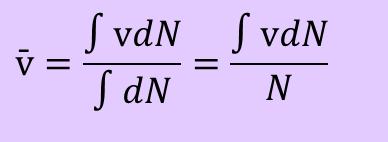 v̄ = ∫ vdN / ∫ dN = ∫ vdN / N